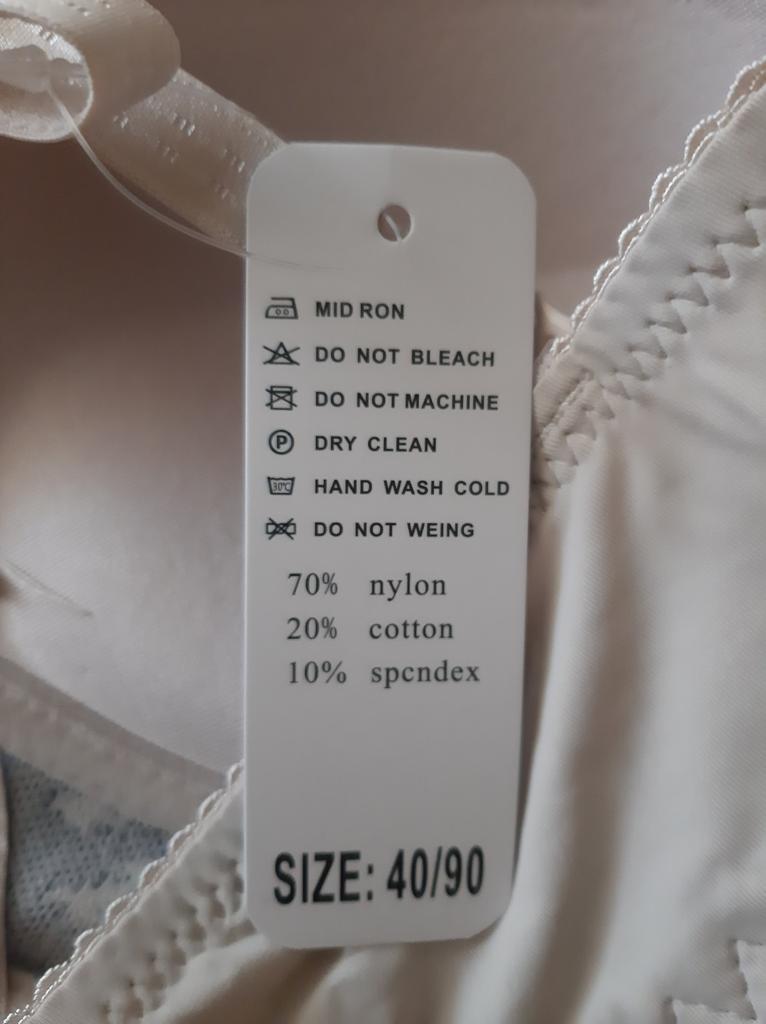 MID RON
DO NOT BLEACH
DO NOT MACHINE
P DRY CLEAN
30°C HAND WASH COLD
DO NOT WEING
70% nylon
20% cotton
10% spcndex
SIZE: 40/90